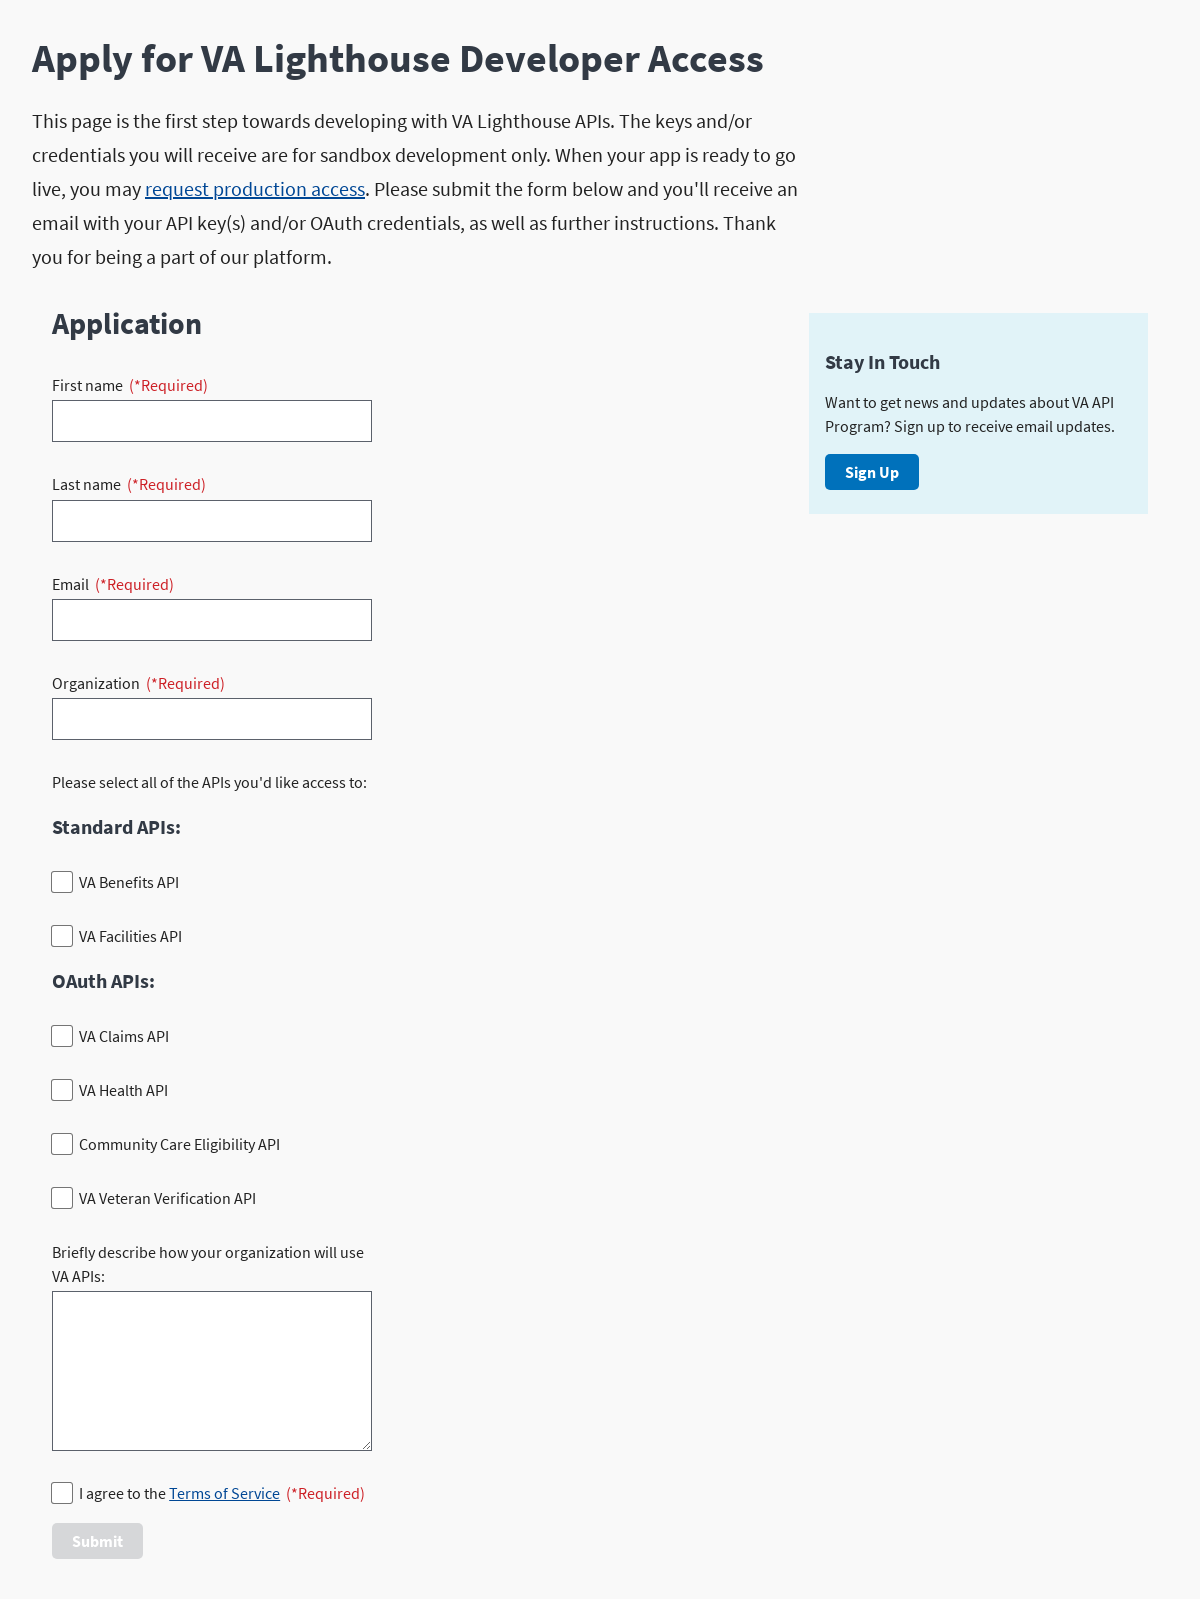 Apply for VA Lighthouse Developer Access
This page is the first step towards developing with VA Lighthouse APIs. The keys and/or
credentials you will receive are for sandbox development only. When your app is ready to go
live, you may request production access. Please submit the form below and you'll receive an
email with your API key(s) and/or OAuth credentials, as well as further instructions. Thank
you for being a part of our platform.
Application
First name (*Required)
Last name (*Required)
Email (*Required)
Organization (*Required)
Please select all of the APIs you'd like access to:
Standard APIs:
VA Benefits API
VA Facilities API
OAuth APIs:
VA Claims API
VA Health API
Community Care Eligibility API
VA Veteran Verification API
Briefly describe how your organization will use
VA APIs:
I agree to the Terms of Service (*Required)
Submit
Stay In Touch
Want to get news and updates about VA API
Program? Sign up to receive email updates.
Sign Up